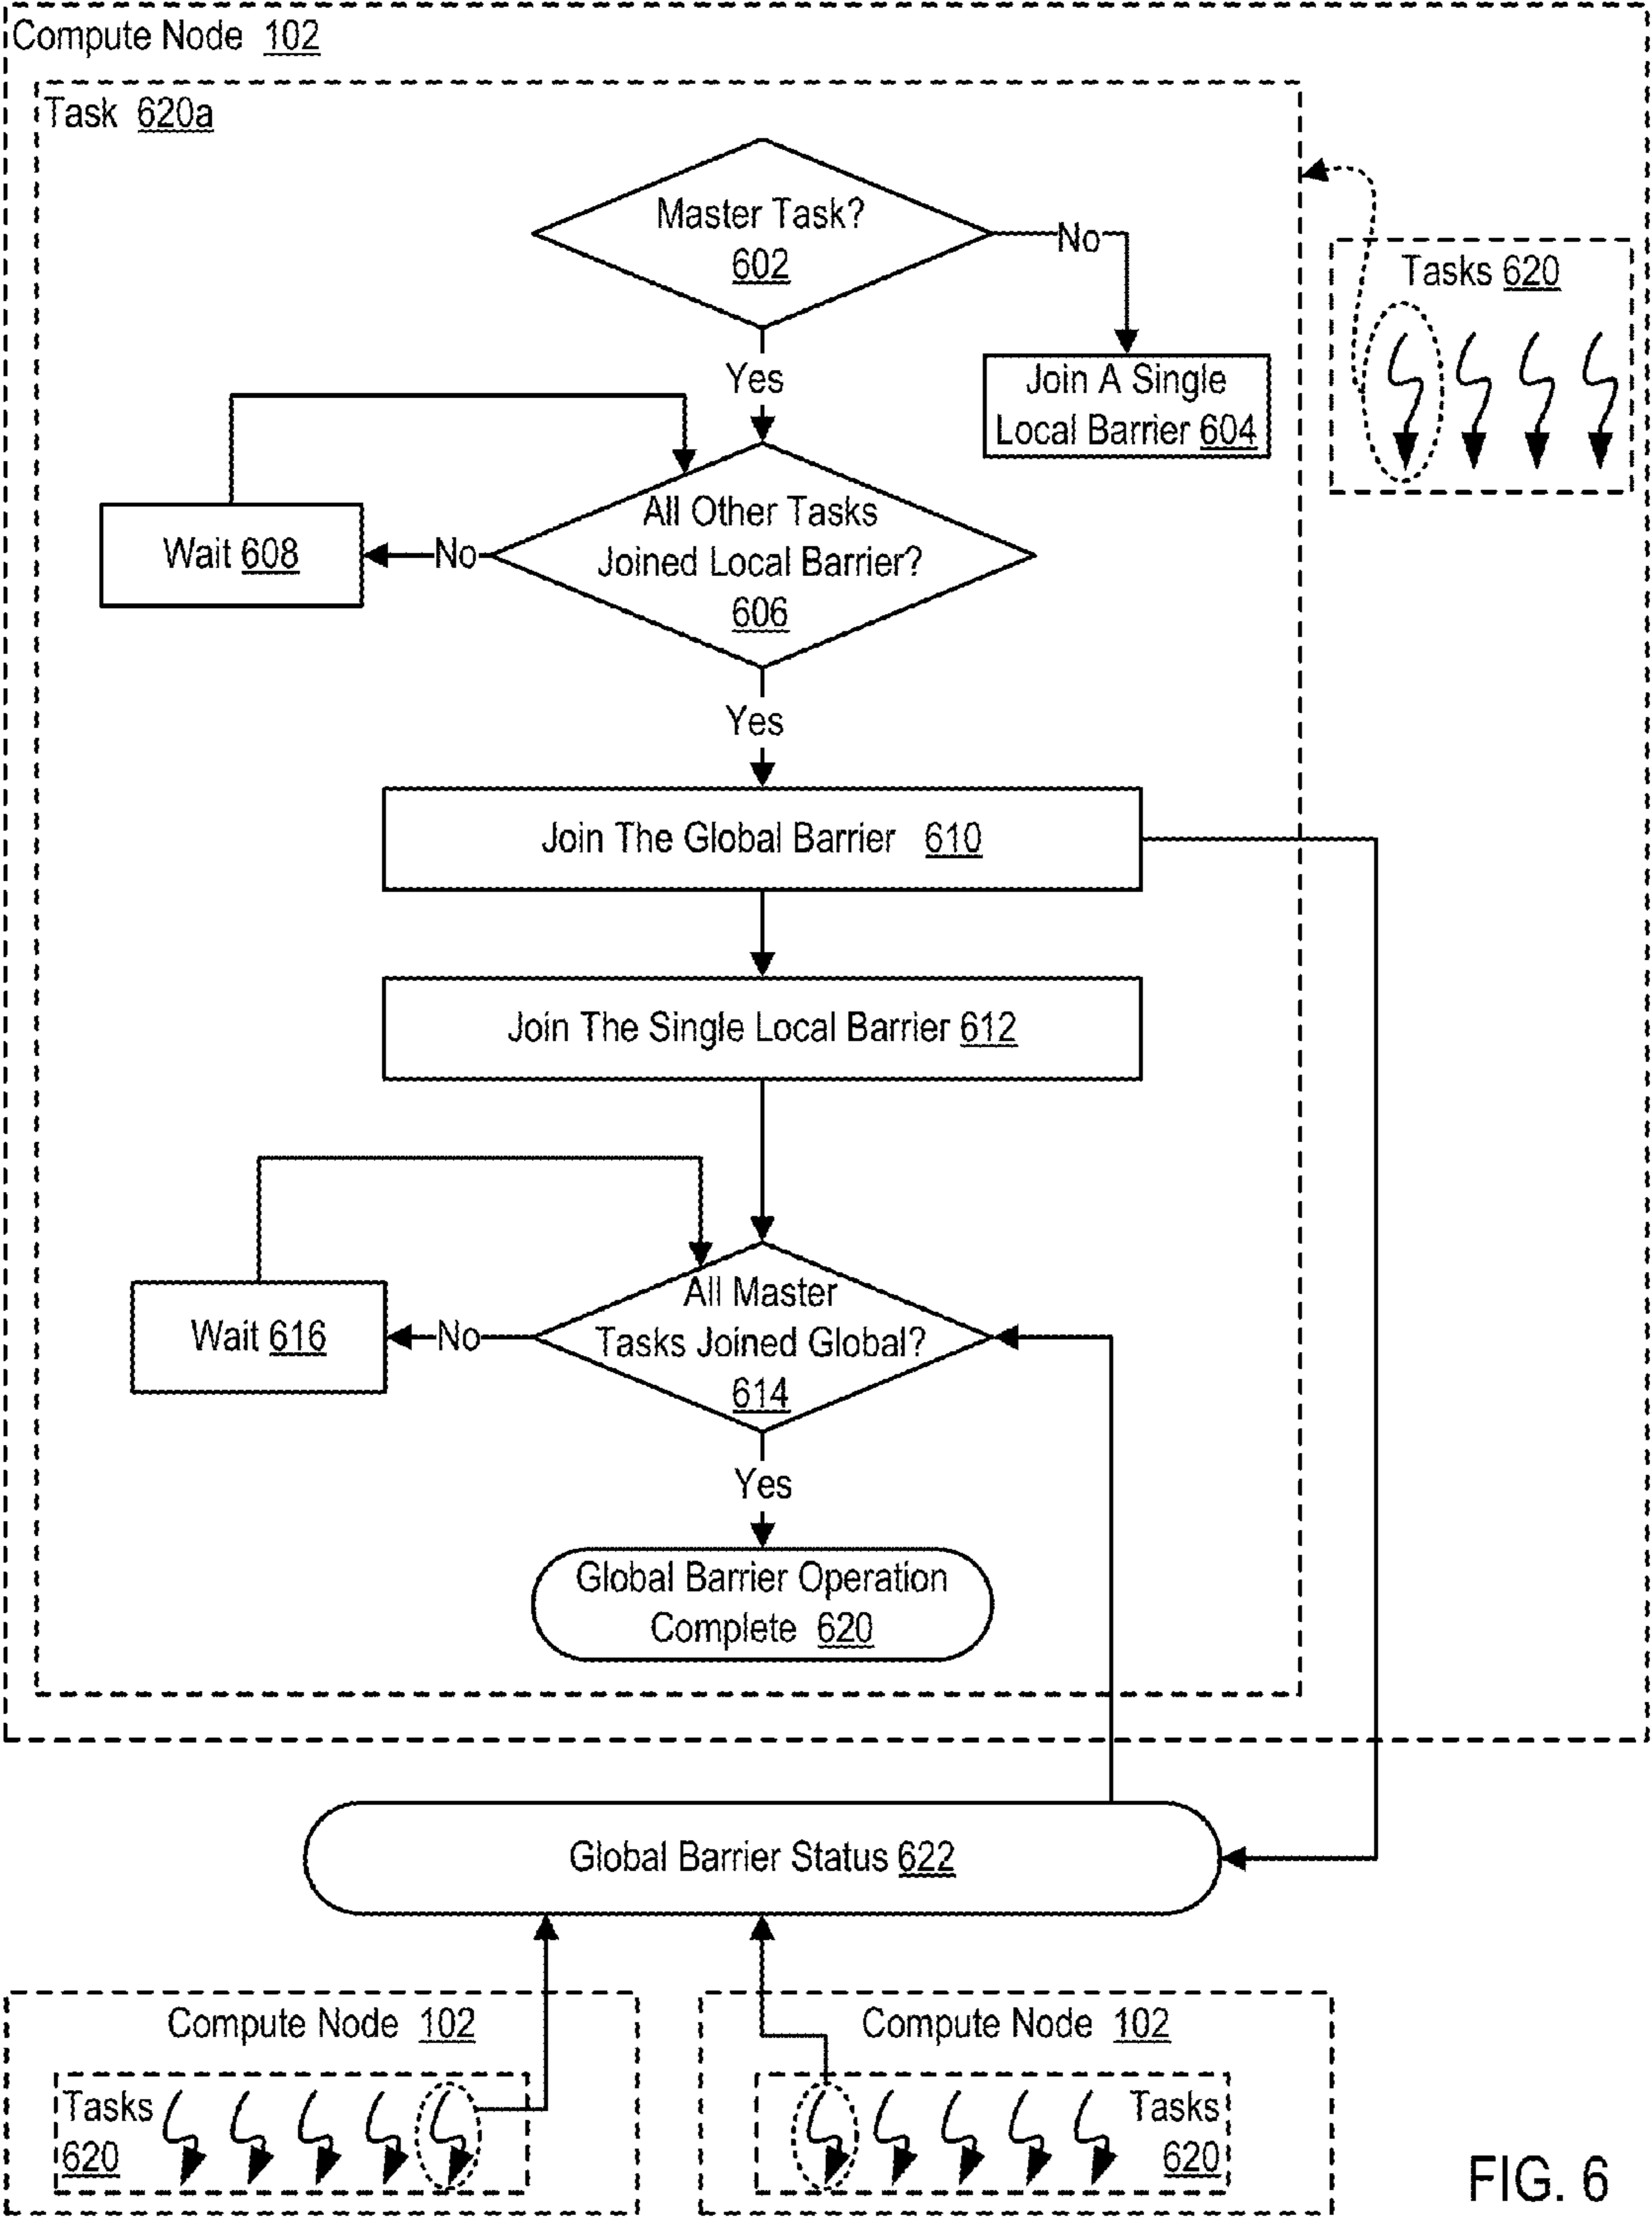 Compute Node 102
Task 620a
Master Task?
602
No
Tasks 620
Yes
Join A Single
Local Barrier 604
All Other Tasks
Joined Local Barrier?
606
Wait 608
No
Yes
Join The Global Barrier 610
Join The Single Local Barrier 612
All Master
Tasks Joined Global?
614
Wait 616
No
Yes
Global Barrier Operation
Complete 620
Global Barrier Status 622
Compute Node 102
Tasks
620
Compute Node 102
Tasks
620
FIG. 6